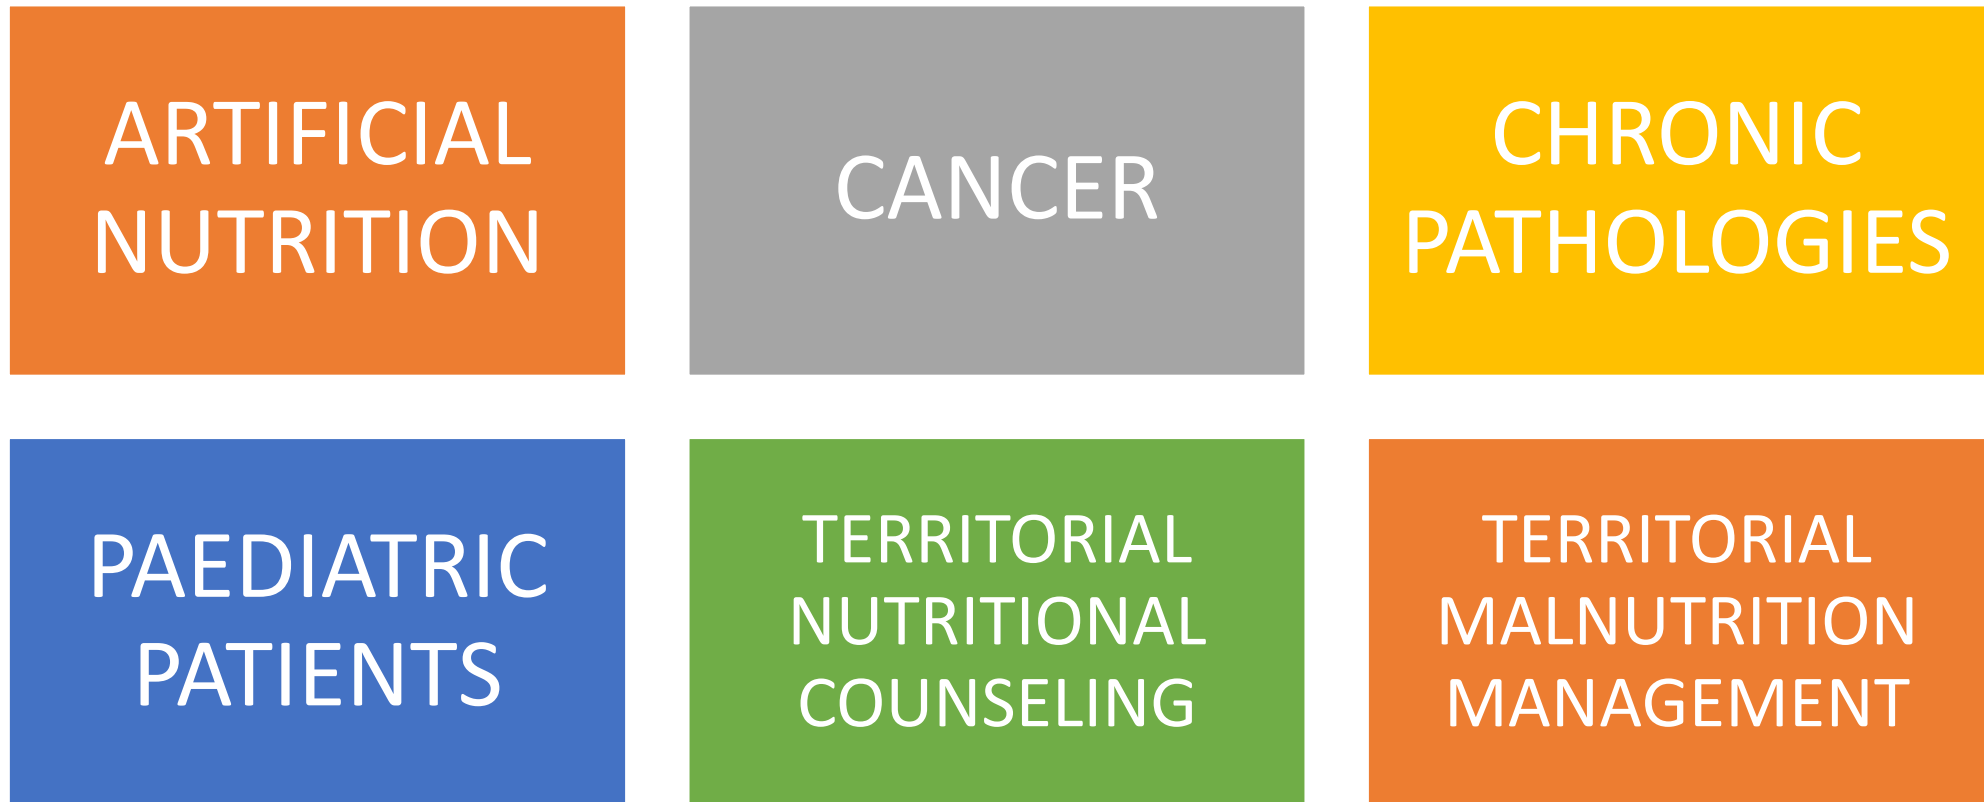 ARTIFICIAL
NUTRITION
CANCER
CHRONIC
PATHOLOGIES
PAEDIATRIC
PATIENTS
TERRITORIAL
NUTRITIONAL
COUNSELING
TERRITORIAL
MALNUTRITION
MANAGEMENT